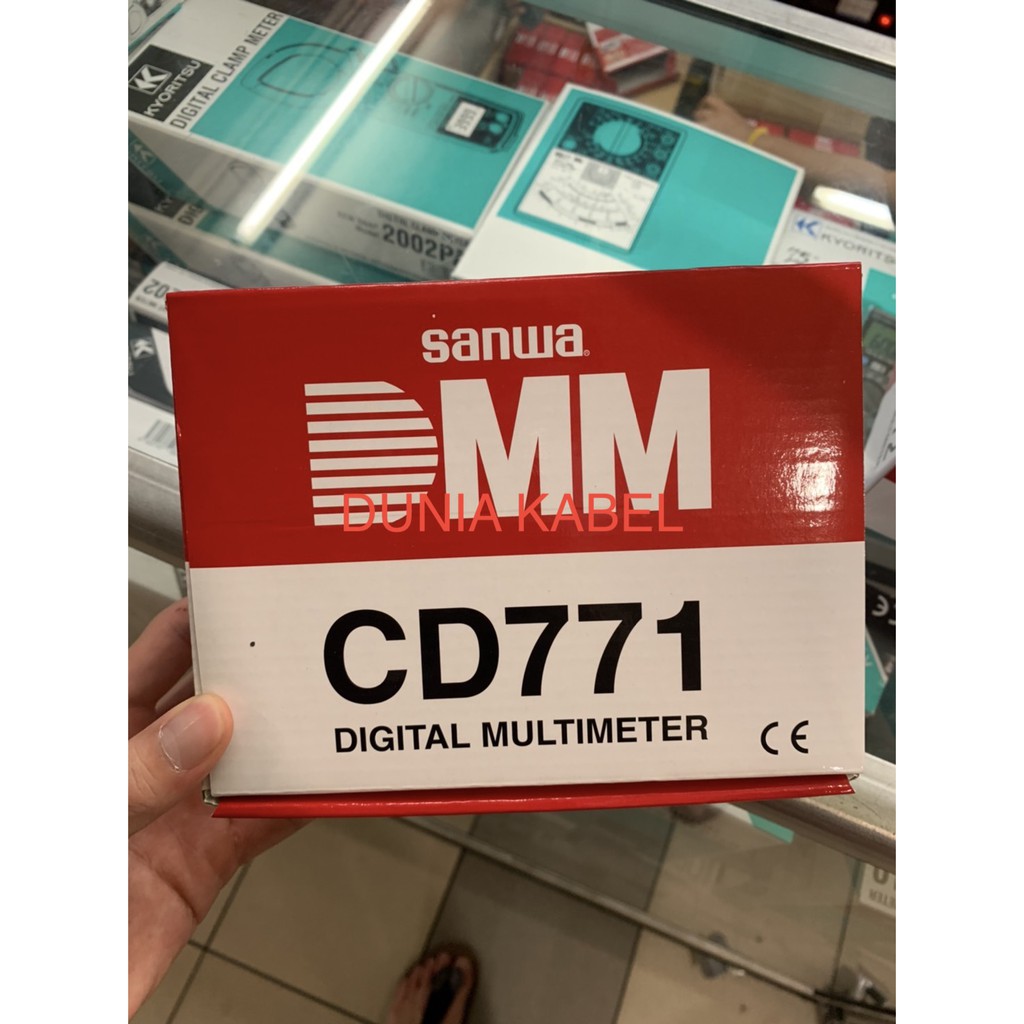 KYORITSU
DIGITAL CLAMP METER
2002PA
KYORITSU
sanwa
DMM
DUNIA KABEL
CD771
DIGITAL MULTIMETER
CE